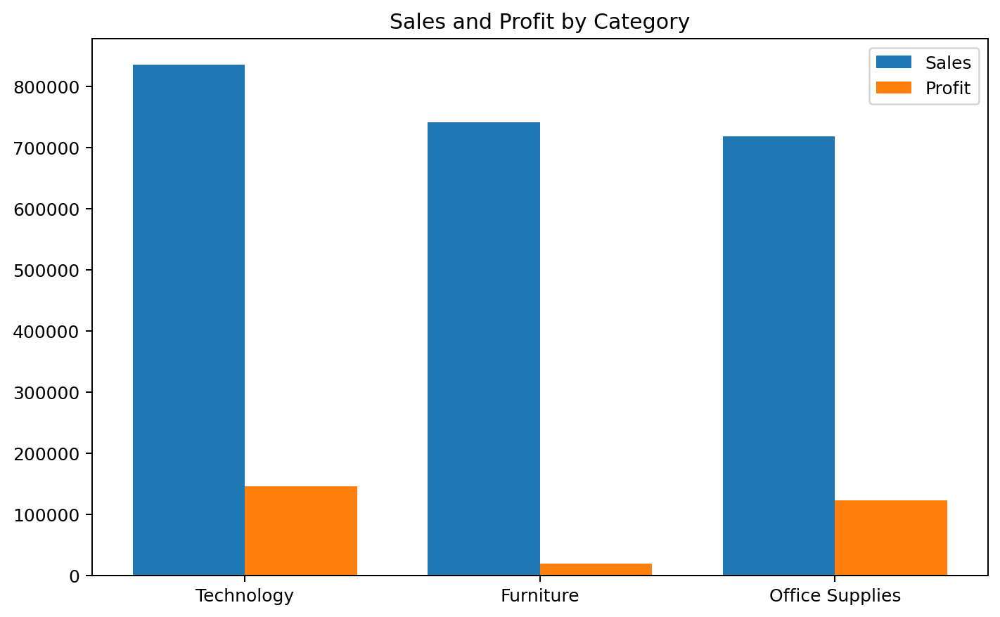 Sales and Profit by Category
Sales
Profit
800000
700000
600000
500000
400000
300000
200000
100000
0
Technology
Furniture
Office Supplies